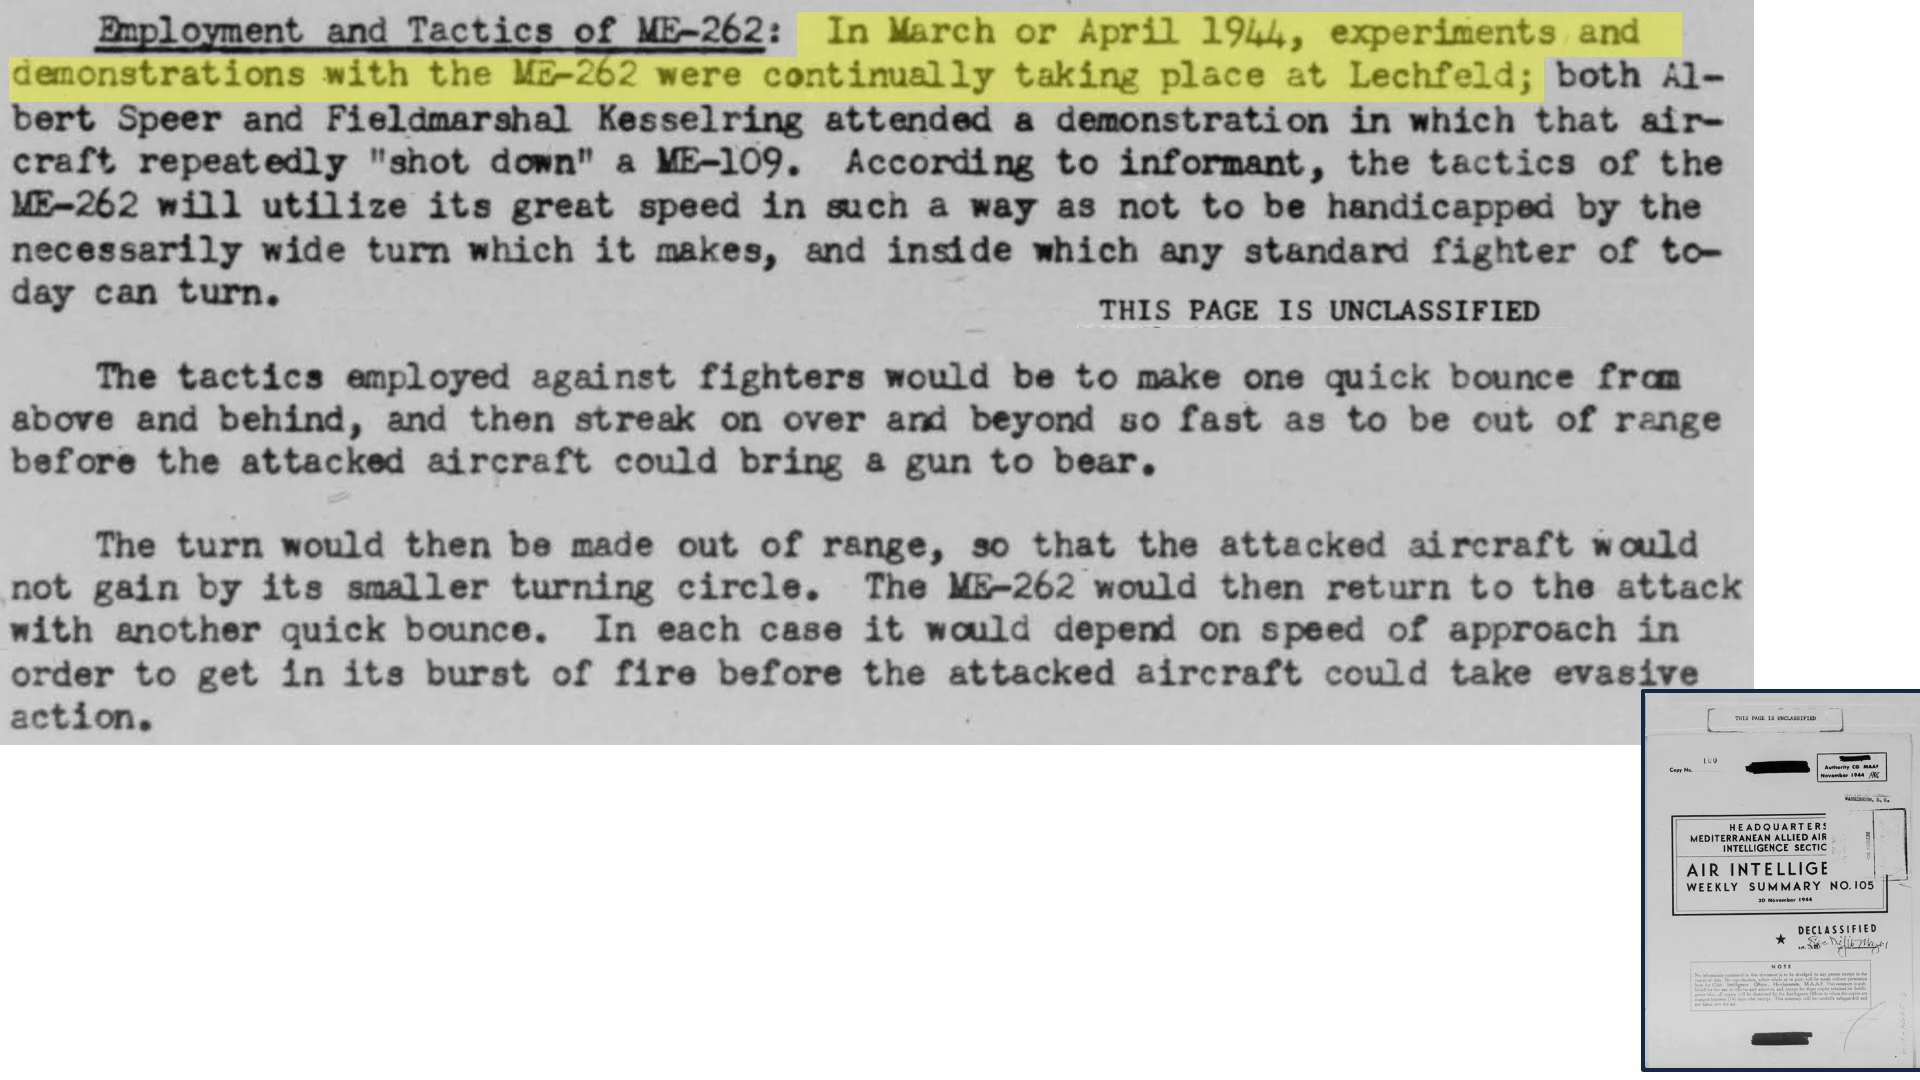 Employment and Tactics of ME-262: In March or April 1944, experiments and
demonstrations with the ME-262 were continually taking place at Lechfeld; both Al-
bert Speer and Fieldmarshal Kesselring attended a demonstration in which that air-
craft repeatedly "shot down" a ME-109. According to informant, the tactics of the
ME-262 will utilize its great speed in such a way as not to be handicapped by the
necessarily wide turn which it makes, and inside which any standard fighter of to-
day can turn.
THIS PAGE IS UNCLASSIFIED
The tactics employed against fighters would be to make one quick bounce from
above and behind, and then streak on over and beyond so fast as to be out of range
before the attacked aircraft could bring a gun to bear.
The turn would then be made out of range, so that the attacked aircraft would
not gain by its smaller turning circle. The ME-262 would then return to the attack
with another quick bounce. In each case it would depend on speed of approach in
order to get in its burst of fire before the attacked aircraft could take evasive
action.
THIS PAGE IS UNCLASSIFIED
Copy No. 100
Authority CG MAAF
November 1944
WASHINGTON, D. C.
HEADQUARTERS
MEDITERRANEAN ALLIED AIR
INTELLIGENCE SECTIC
AIR INTELLIGE
WEEKLY SUMMARY NO. 105
20 November 1944
DECLASSIFIED
NOTE